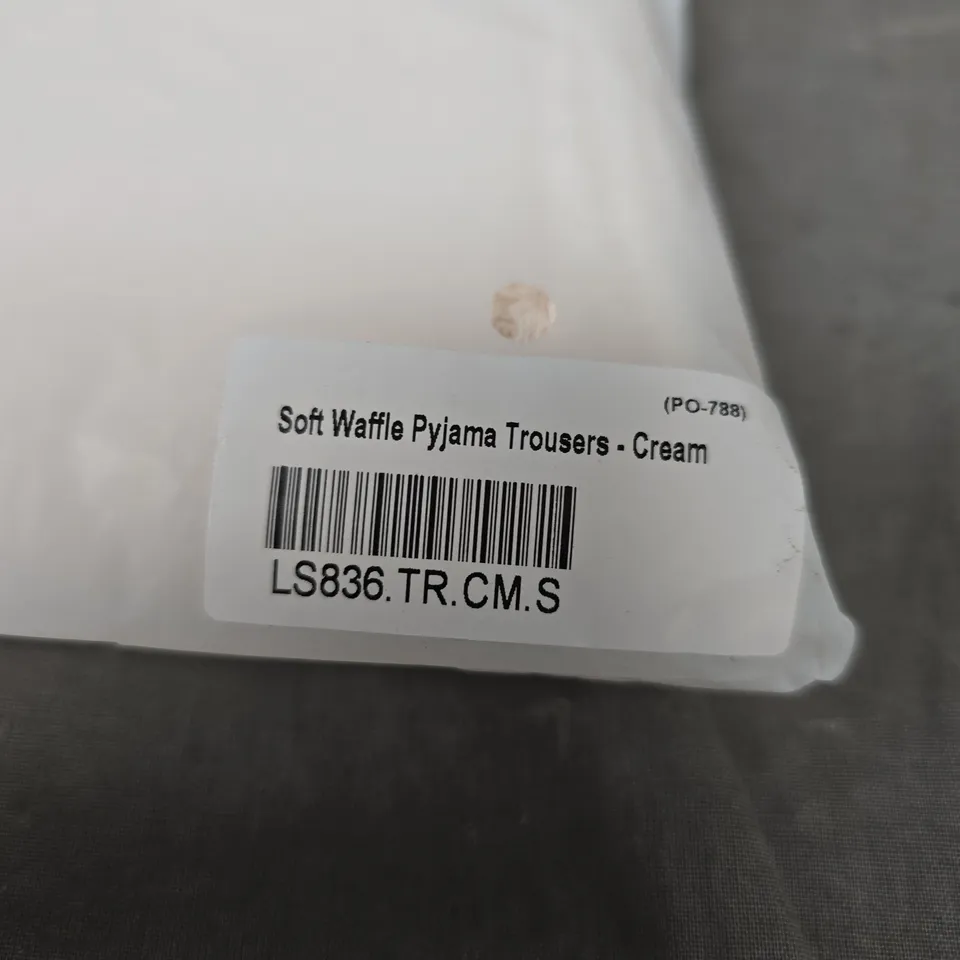 (PO-788)
Soft Waffle Pyjama Trousers - Cream
LS836.TR.CM.S